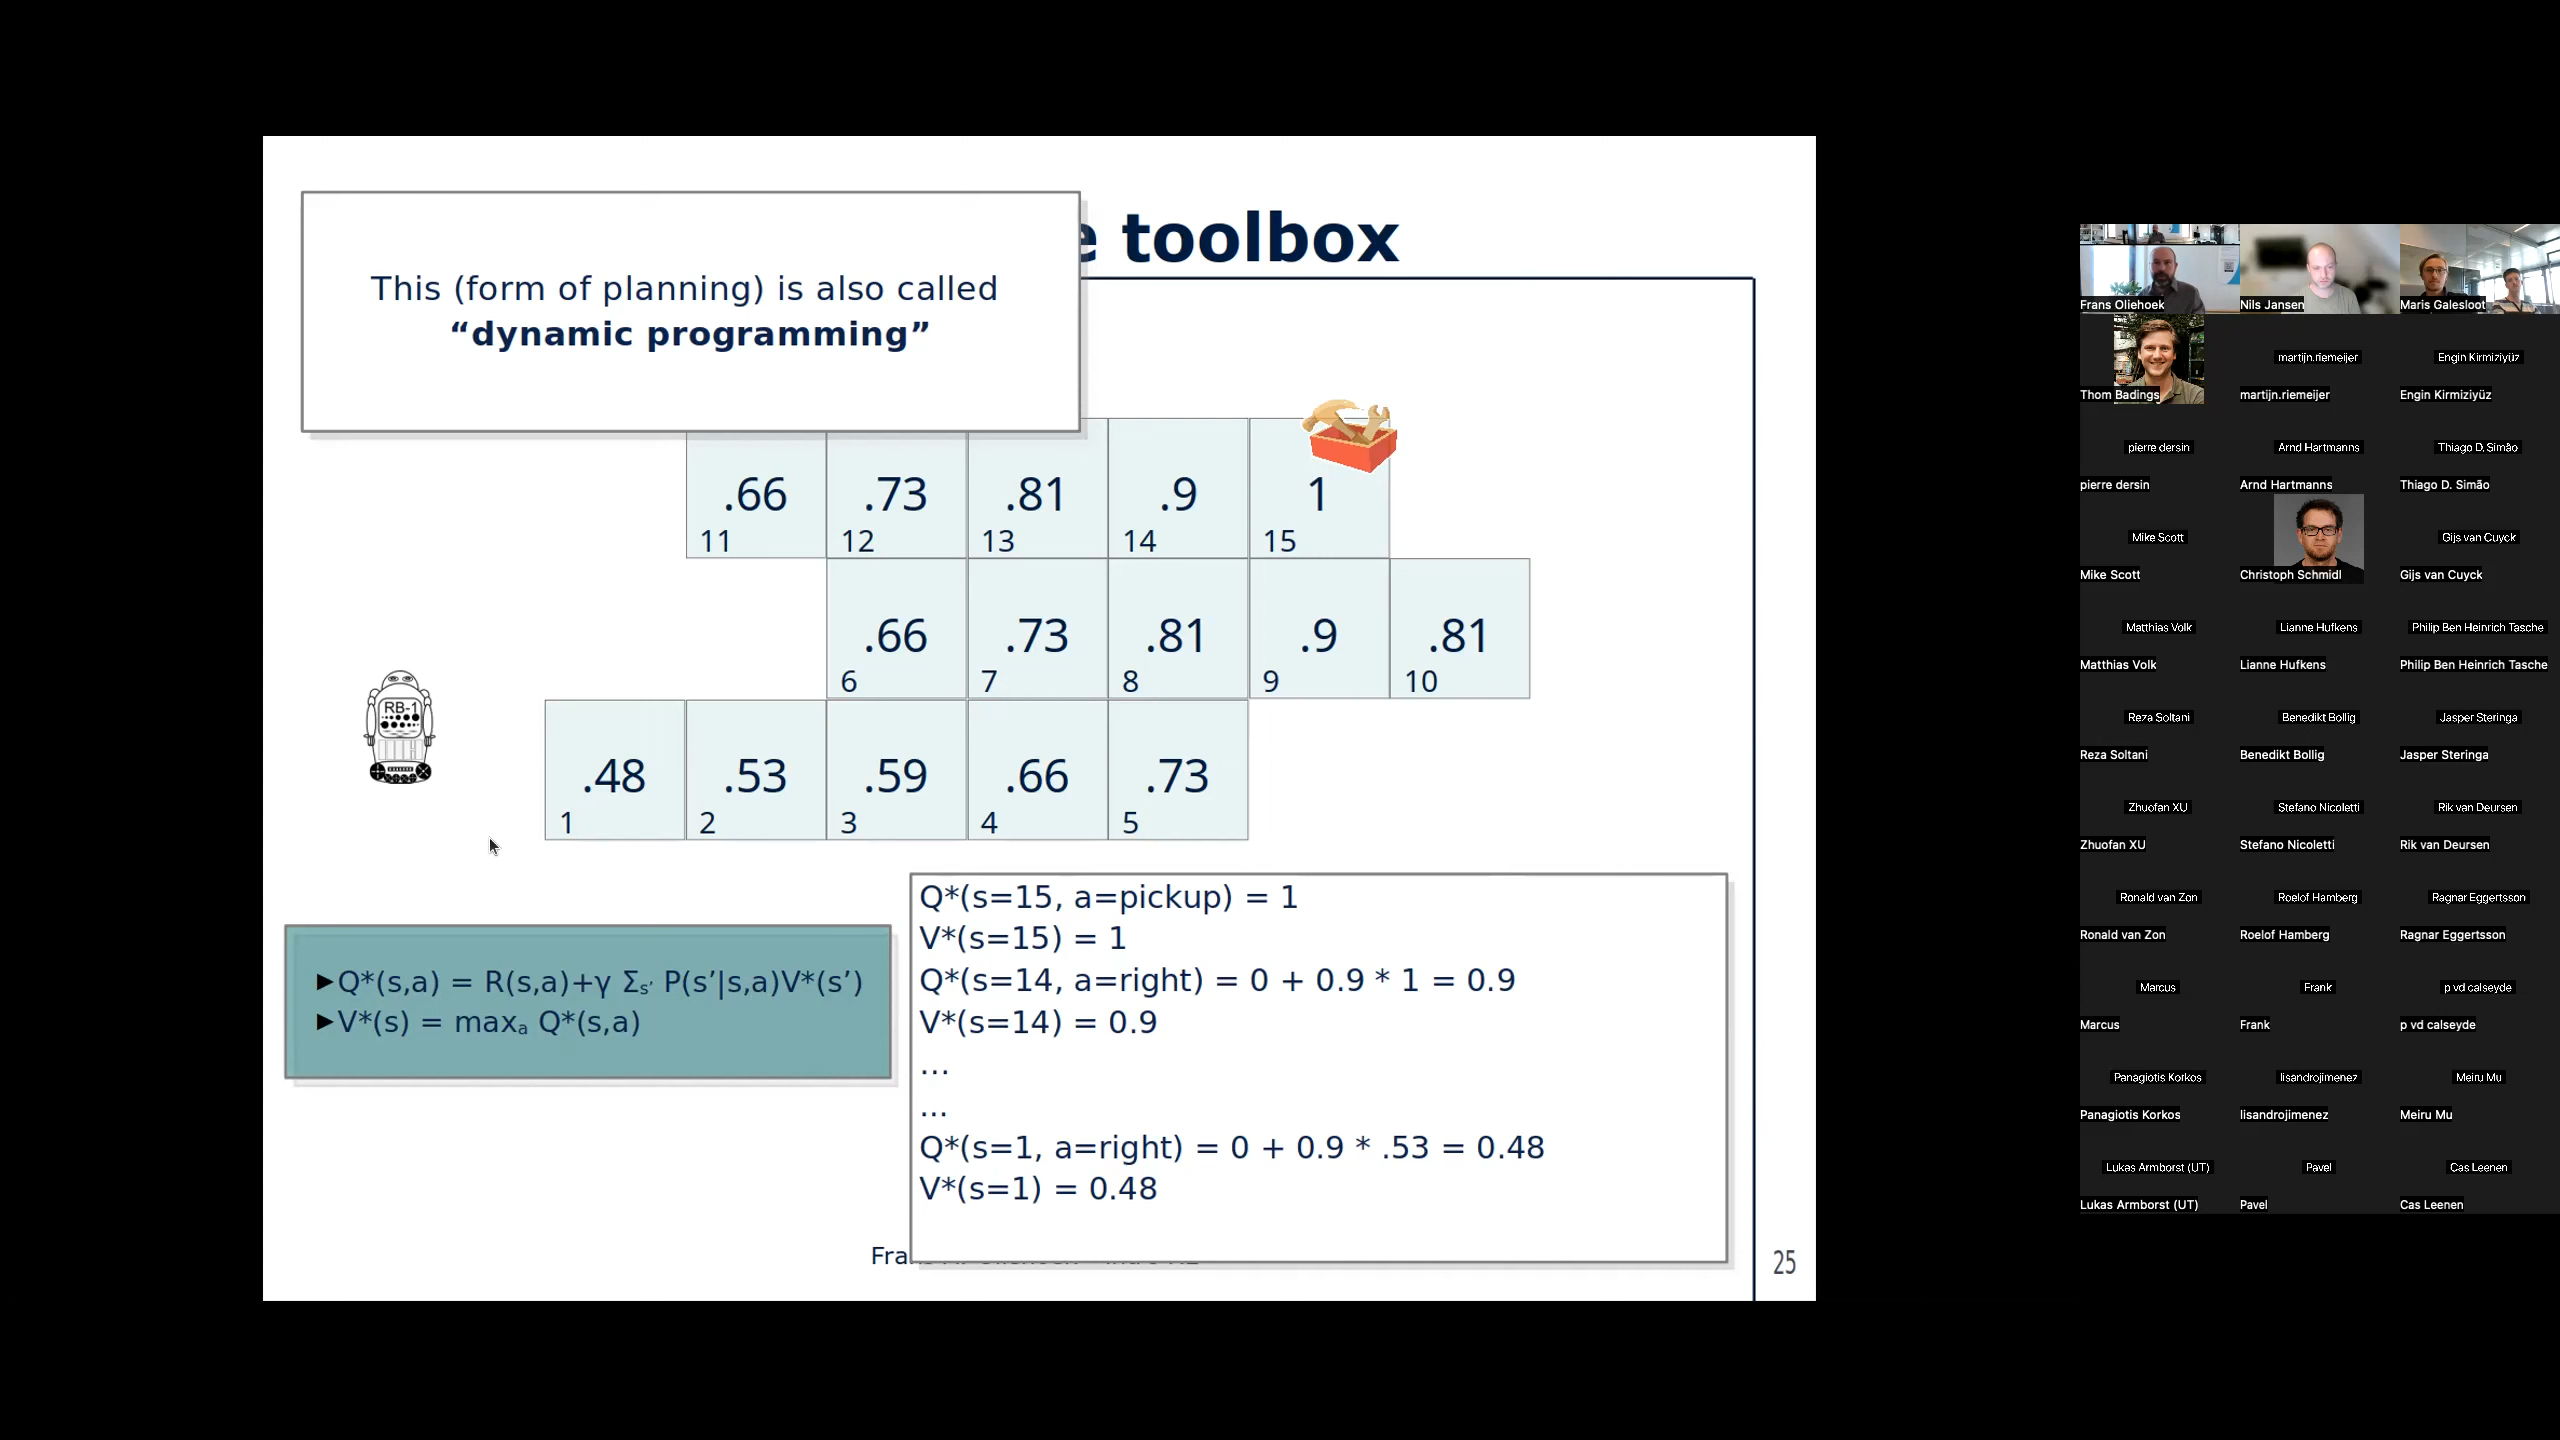 This (form of planning) is also called
“dynamic programming”
e toolbox
.66 .73 .81 .9 1
11 12 13 14 15
.66 .73 .81 .9 .81
6 7 8 9 10
RB-1
.48 .53 .59 .66 .73
1 2 3 4 5
►Q*(s,a) = R(s,a)+γ Σs’ P(s’|s,a)V*(s’)
►V*(s) = maxa Q*(s,a)
Q*(s=15, a=pickup) = 1
V*(s=15) = 1
Q*(s=14, a=right) = 0 + 0.9 * 1 = 0.9
V*(s=14) = 0.9
...
...
Q*(s=1, a=right) = 0 + 0.9 * .53 = 0.48
V*(s=1) = 0.48
Fra
25
Frans Oliehoek Nils Jansen Maris Galesloot
martijn.riemeijer Engin Kirmiziyüz
Thom Badings martijn.riemeijer Engin Kirmiziyüz
pierre dersin Arnd Hartmanns Thiago D. Simão
pierre dersin Arnd Hartmanns Thiago D. Simão
Mike Scott Gijs van Cuyck
Mike Scott Christoph Schmidl Gijs van Cuyck
Matthias Volk Lianne Hufkens Philip Ben Heinrich Tasche
Matthias Volk Lianne Hufkens Philip Ben Heinrich Tasche
Reza Soltani Benedikt Bollig Jasper Steringa
Reza Soltani Benedikt Bollig Jasper Steringa
Zhuofan XU Stefano Nicoletti Rik van Deursen
Zhuofan XU Stefano Nicoletti Rik van Deursen
Ronald van Zon Roelof Hamberg Ragnar Eggertsson
Ronald van Zon Roelof Hamberg Ragnar Eggertsson
Marcus Frank p vd calseyde
Marcus Frank p vd calseyde
Panagiotis Korkos lisandrojimenez Meiru Mu
Panagiotis Korkos lisandrojimenez Meiru Mu
Lukas Armborst (UT) Pavel Cas Leenen
Lukas Armborst (UT) Pavel Cas Leenen